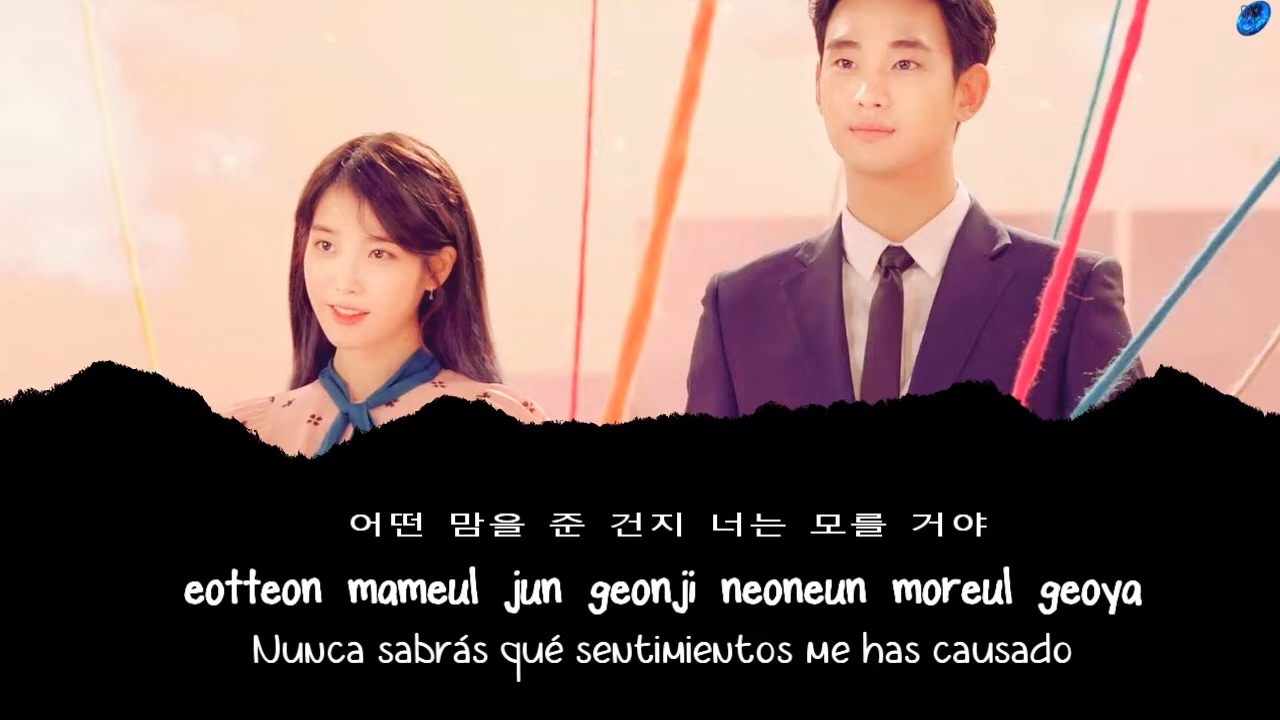 어떤 맘을 준 건지 너는 모를 거야
eotteon mameul jun geonji neoneun moreul geoya
Nunca sabrás qué sentimientos me has causado